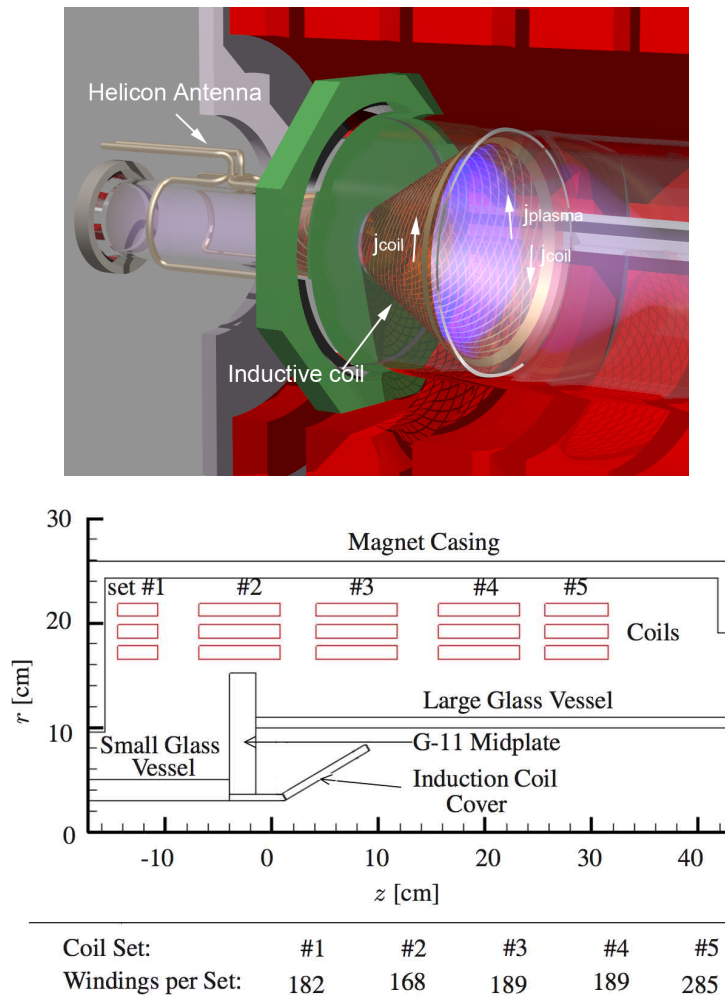 Helicon Antenna
jplasma
jcoil
jcoil
Inductive coil
30
Magnet Casing
set #1 #2 #3 #4 #5
20
Coils
r [cm]
Large Glass Vessel
10
Small Glass
Vessel
G-11 Midplate
Induction Coil
Cover
0
-10 0 10 20 30 40
z [cm]
Coil Set: #1 #2 #3 #4 #5
Windings per Set: 182 168 189 189 285